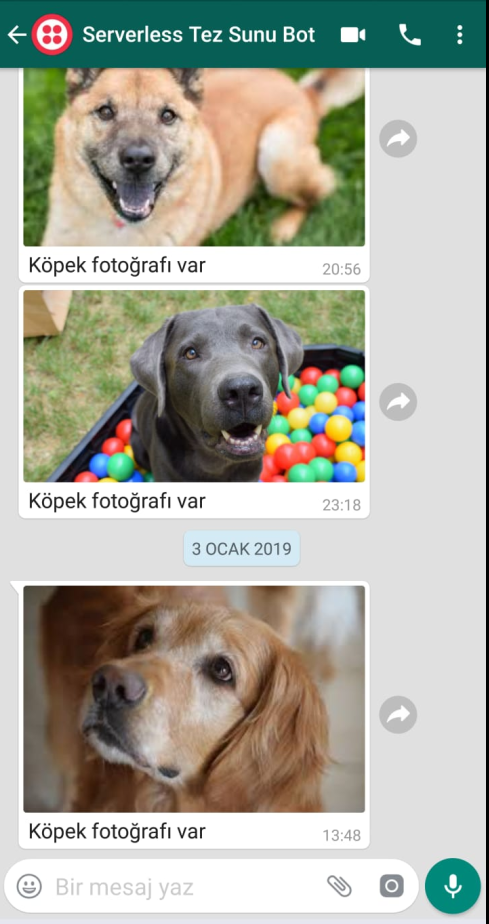 Serverless Tez Sunu Bot
Köpek fotoğrafı var
20:56
Köpek fotoğrafı var
23:18
3 OCAK 2019
Köpek fotoğrafı var
13:48
Bir mesaj yaz